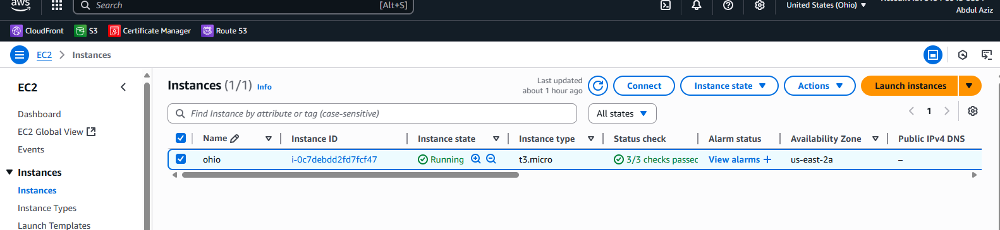 aws
Search
[Alt+S]
United States (Ohio)
Abdul Aziz
CloudFront
S3
Certificate Manager
Route 53
EC2
Instances
EC2
Dashboard
EC2 Global View
Events
Instances
Instances
Instance Types
Launch Templates
Instances (1/1) Info
Last updated
about 1 hour ago
Connect
Instance state
Actions
Launch instances
Find Instance by attribute or tag (case-sensitive)
All states
1
Name Instance ID Instance state Instance type Status check Alarm status Availability Zone Public IPv4 DNS
ohio i-0c7debdd2fd7fcf47 Running t3.micro 3/3 checks passec View alarms + us-east-2a –